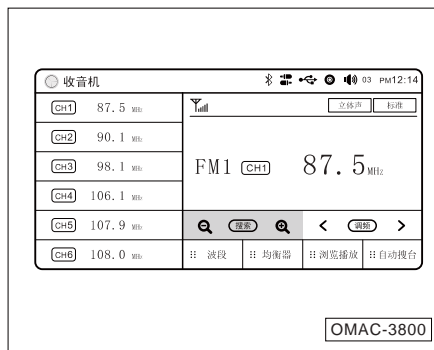 收音机 03 PM12:14
CH1 87.5 MHz
CH2 90.1 MHz
CH3 98.1 MHz
CH4 106.1 MHz
CH5 107.9 MHz
CH6 108.0 MHz
立体声 标准
FM1 CH1 87.5MHz
搜索 调频
波段 均衡器 浏览播放 自动搜台
OMAC-3800